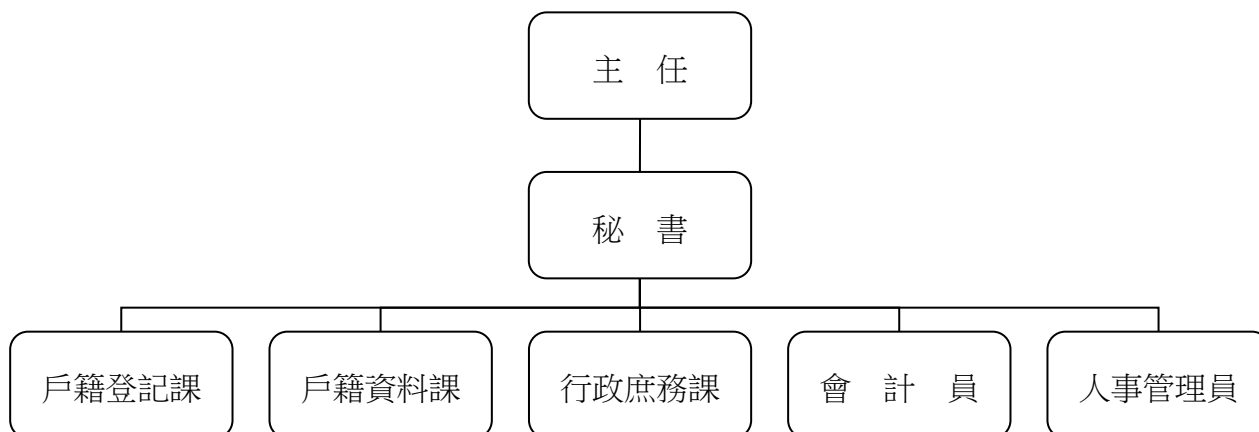 主　任
秘　書
戶籍登記課
戶籍資料課
行政庶務課
會　計　員
人事管理員